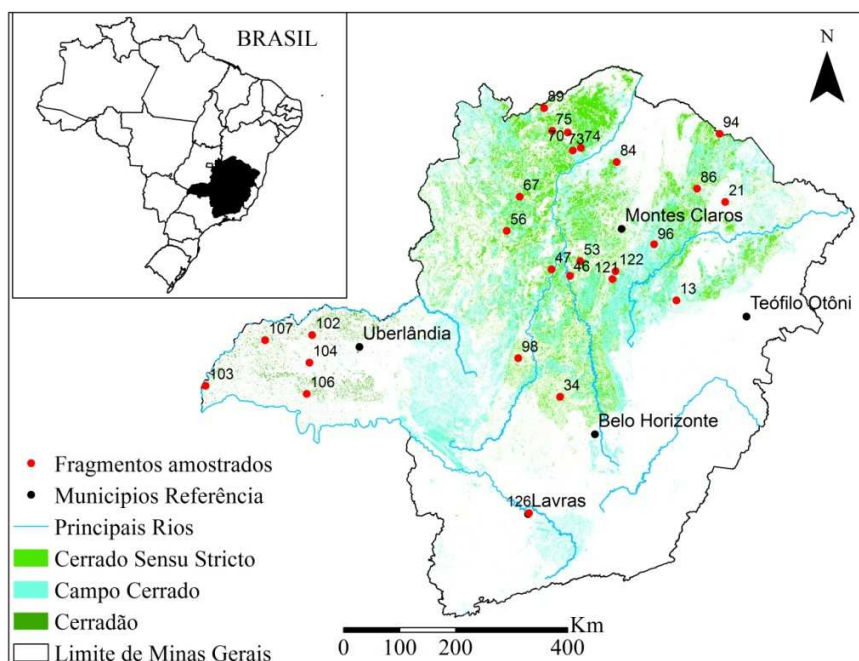 BRASIL
N
89
94
75
70
73
74
84
86
21
67
Montes Claros
56
96
53
47
46
122
121
13
Teófilo Otôni
107
102
Uberlândia
104
98
103
106
34
Belo Horizonte
126
Lavras
Fragmentos amostrados
Municipios Referência
Principais Rios
Cerrado Sensu Stricto
Campo Cerrado
Cerradão
Limite de Minas Gerais
Km
0 100 200 400